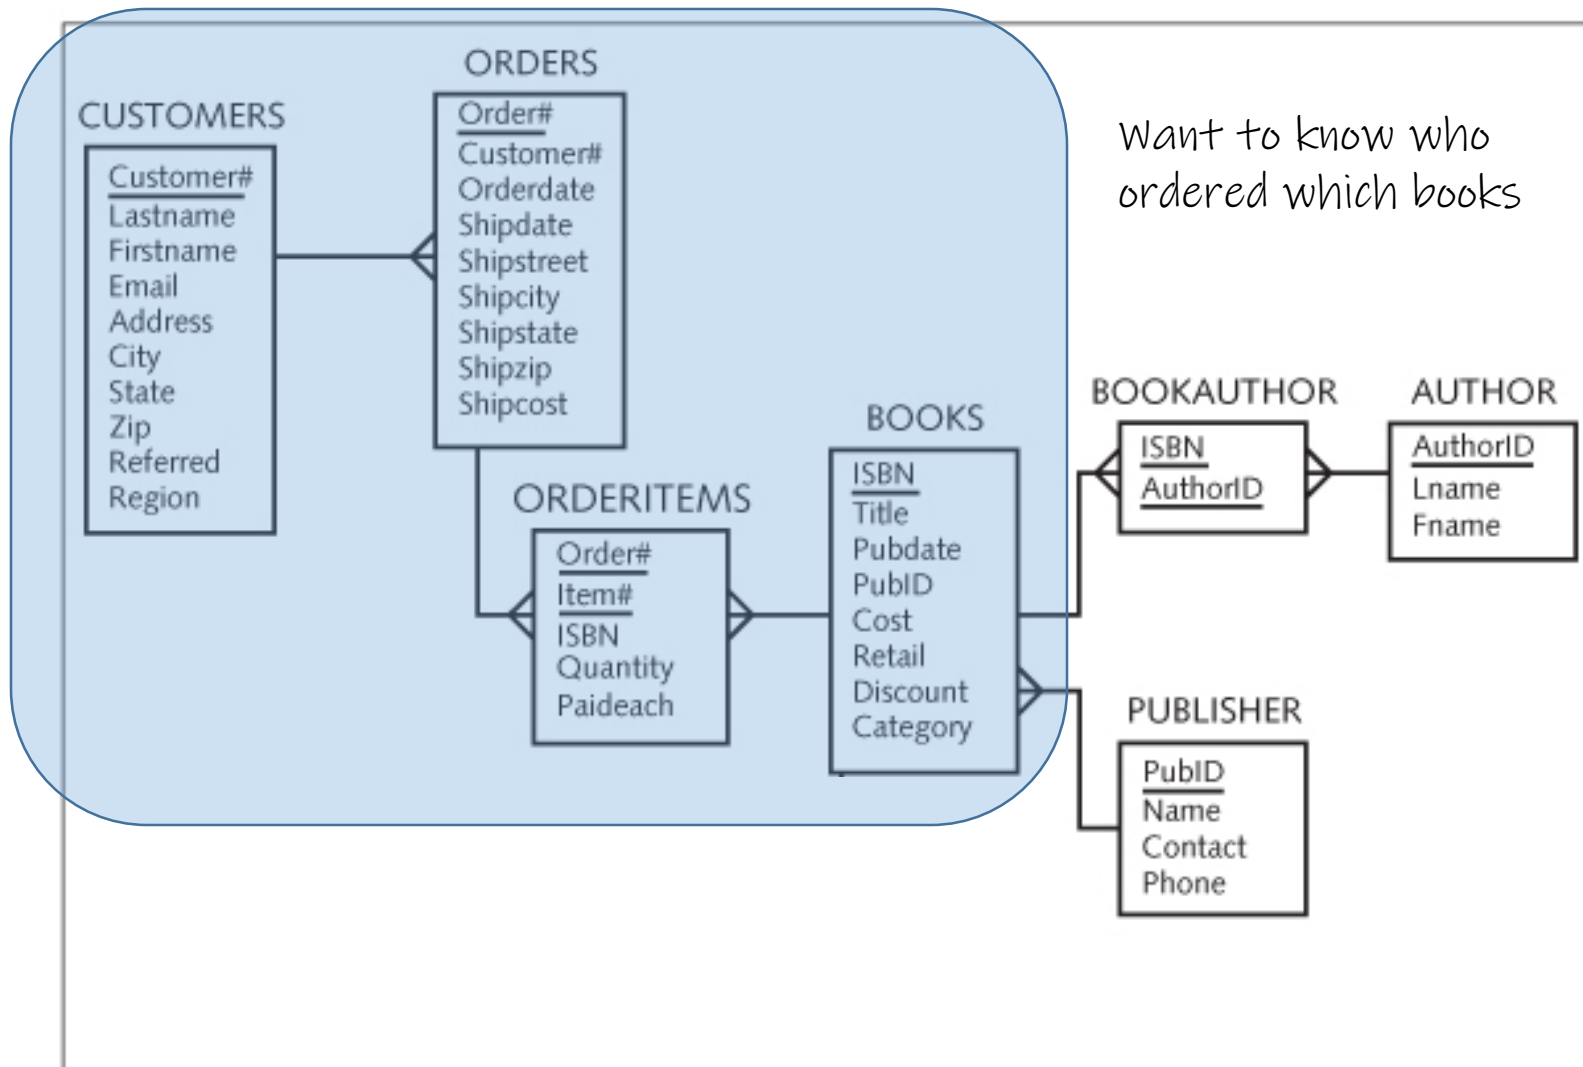 CUSTOMERS
Customer#
Lastname
Firstname
Email
Address
City
State
Zip
Referred
Region
ORDERS
Order#
Customer#
Orderdate
Shipdate
Shipstreet
Shipcity
Shipstate
Shipzip
Shipcost
Want to know who
ordered which books
ORDERITEMS
Order#
Item#
ISBN
Quantity
Paideach
BOOKS
ISBN
Title
Pubdate
PubID
Cost
Retail
Discount
Category
BOOKAUTHOR
ISBN
AuthorID
AUTHOR
AuthorID
Lname
Fname
PUBLISHER
PubID
Name
Contact
Phone